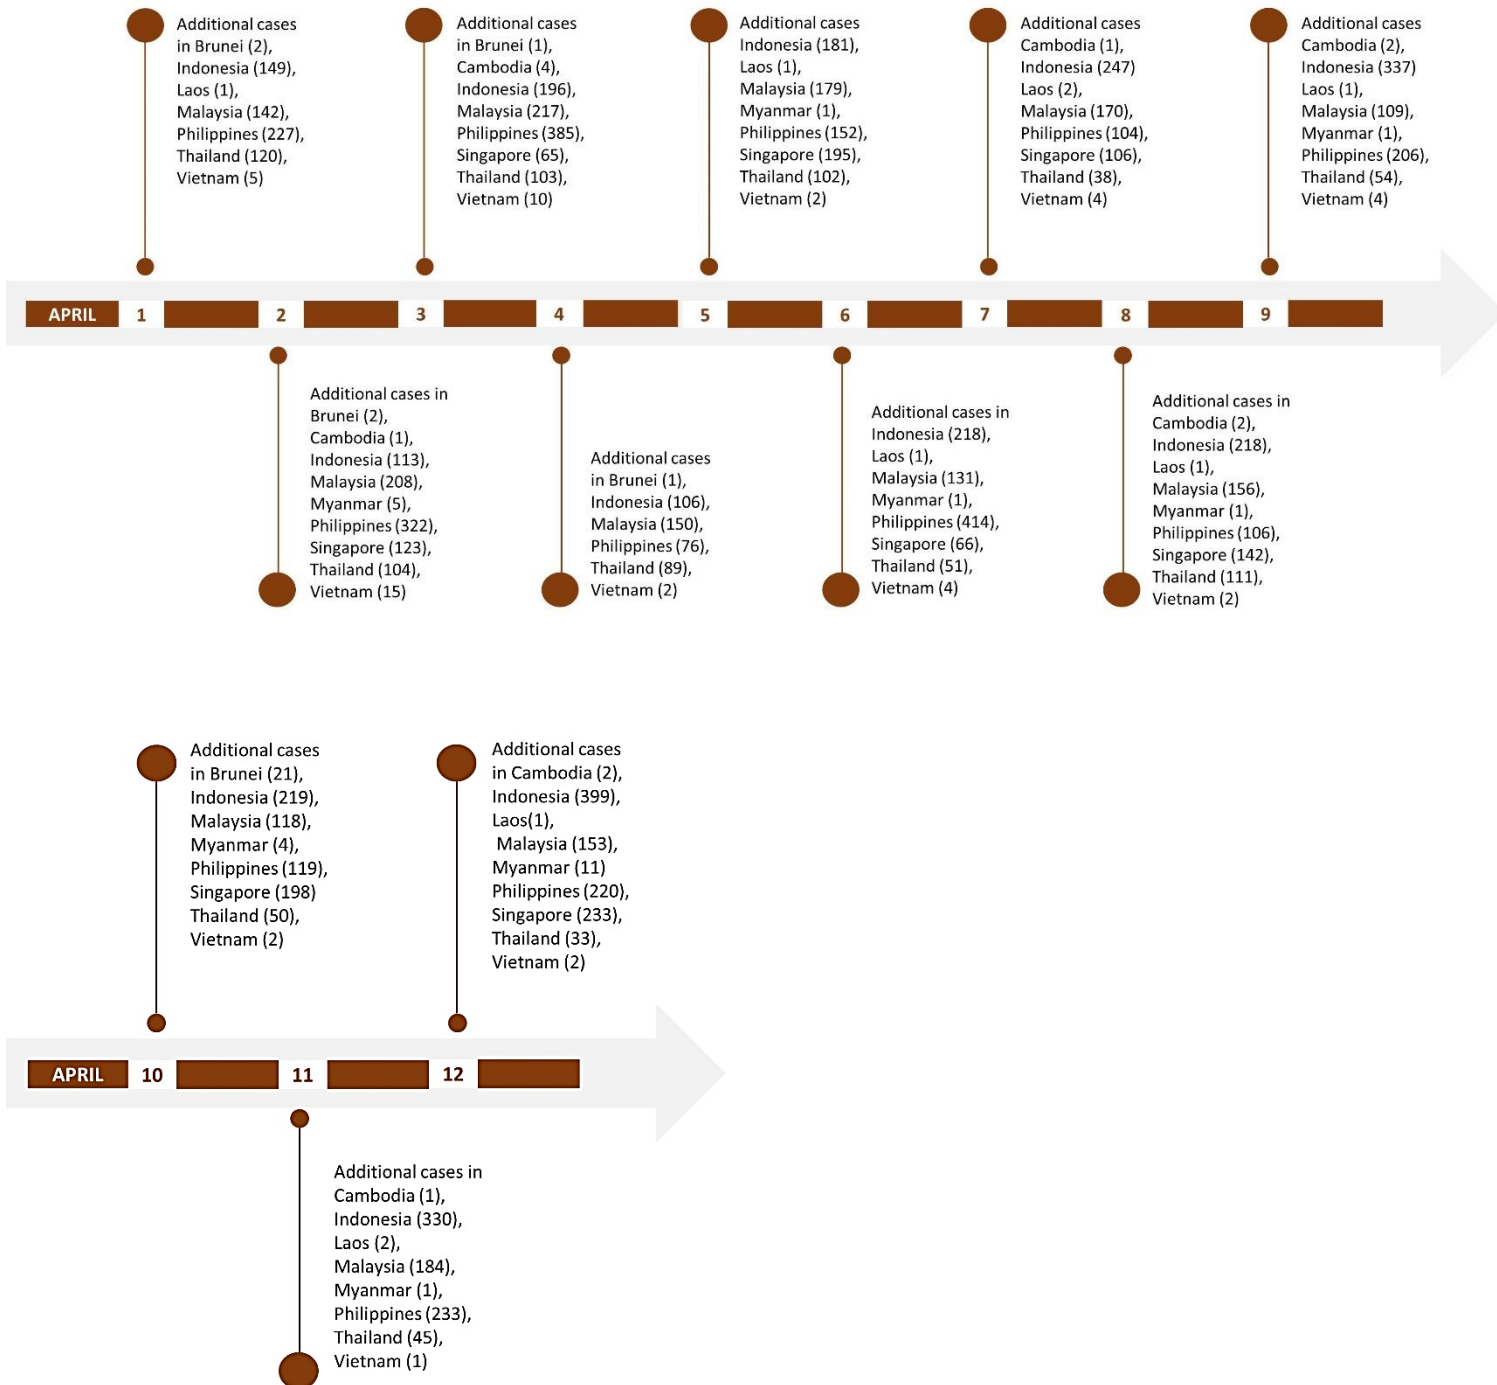 Additional cases
in Brunei (2),
Indonesia (149),
Laos (1),
Malaysia (142),
Philippines (227),
Thailand (120),
Vietnam (5)
Additional cases
in Brunei (1),
Cambodia (4),
Indonesia (196),
Malaysia (217),
Philippines (385),
Singapore (65),
Thailand (103),
Vietnam (10)
Additional cases
Indonesia (181),
Laos (1),
Malaysia (179),
Myanmar (1),
Philippines (152),
Singapore (195),
Thailand (102),
Vietnam (2)
Additional cases
Cambodia (1),
Indonesia (247)
Laos (2),
Malaysia (170),
Philippines (104),
Singapore (106),
Thailand (38),
Vietnam (4)
Additional cases
Cambodia (2),
Indonesia (337)
Laos (1),
Malaysia (109),
Myanmar (1),
Philippines (206),
Thailand (54),
Vietnam (4)
APRIL 1 2 3 4 5 6 7 8 9
Additional cases in
Brunei (2),
Cambodia (1),
Indonesia (113),
Malaysia (208),
Myanmar (5),
Philippines (322),
Singapore (123),
Thailand (104),
Vietnam (15)
Additional cases
in Brunei (1),
Indonesia (106),
Malaysia (150),
Philippines (76),
Thailand (89),
Vietnam (2)
Additional cases in
Indonesia (218),
Laos (1),
Malaysia (131),
Myanmar (1),
Philippines (414),
Singapore (66),
Thailand (51),
Vietnam (4)
Additional cases in
Cambodia (2),
Indonesia (218),
Laos (1),
Malaysia (156),
Myanmar (1),
Philippines (106),
Singapore (142),
Thailand (111),
Vietnam (2)
Additional cases
in Brunei (21),
Indonesia (219),
Malaysia (118),
Myanmar (4),
Philippines (119),
Singapore (198)
Thailand (50),
Vietnam (2)
Additional cases
in Cambodia (2),
Indonesia (399),
Laos(1),
Malaysia (153),
Myanmar (11)
Philippines (220),
Singapore (233),
Thailand (33),
Vietnam (2)
APRIL 10 11 12
Additional cases in
Cambodia (1),
Indonesia (330),
Laos (2),
Malaysia (184),
Myanmar (1),
Philippines (233),
Thailand (45),
Vietnam (1)